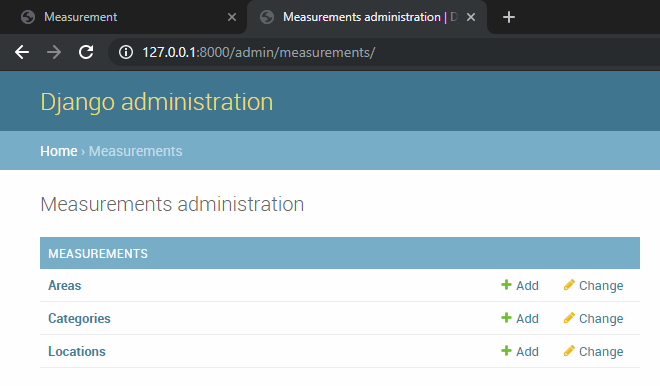 Measurement
Measurements administration | D
127.0.0.1:8000/admin/measurements/
Django administration
Home › Measurements
Measurements administration
MEASUREMENTS
Areas Add Change
Categories Add Change
Locations Add Change